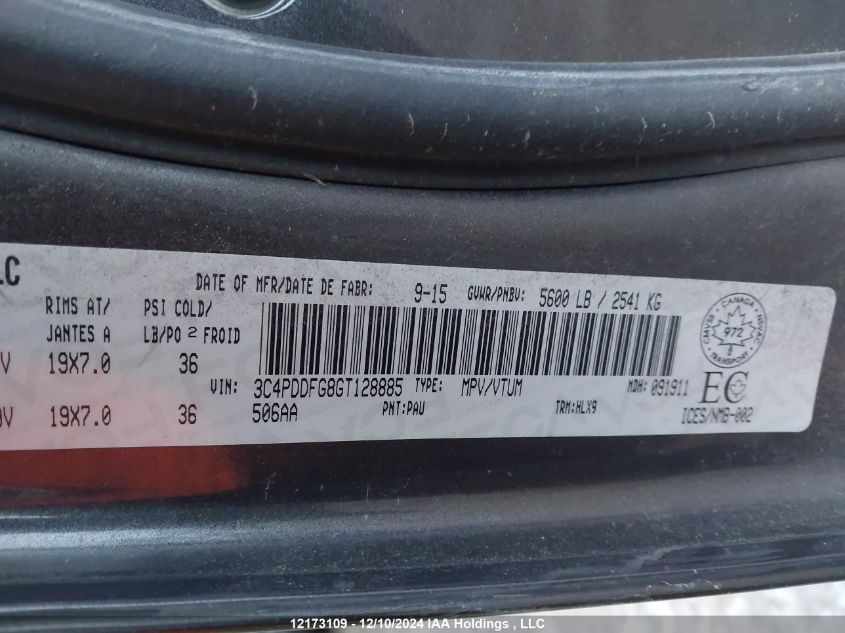 LC
DATE OF MFR/DATE DE FABR: 9-15 GVWR/PNBV: 5600 LB / 2541 KG
RIMS AT/ PSI COLD/
JANTES A LB/PO 2 FROID
V 19X7.0 36
VIN: 3C4PDDFG8GT128885 TYPE: MPV/VTUM MDH: 091911
V 19X7.0 36 506AA PNT:PAU TRM:HLX9
CMVSS CANADA NSVAC
972
EC
ICES/NMB-002
12173109 - 12/10/2024 IAA Holdings , LLC